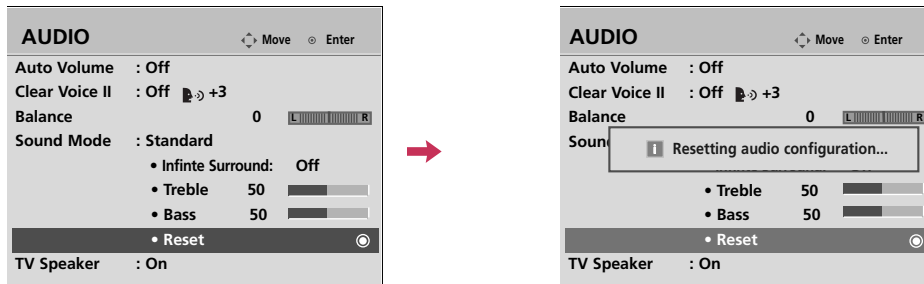 AUDIO Move Enter
Auto Volume : Off
Clear Voice II : Off +3
Balance 0 L R
Sound Mode : Standard
• Infinte Surround: Off
• Treble 50
• Bass 50
• Reset
TV Speaker : On
AUDIO Move Enter
Auto Volume : Off
Clear Voice II : Off +3
Balance 0 L R
Soun
i Resetting audio configuration...
• Treble 50
• Bass 50
• Reset
TV Speaker : On